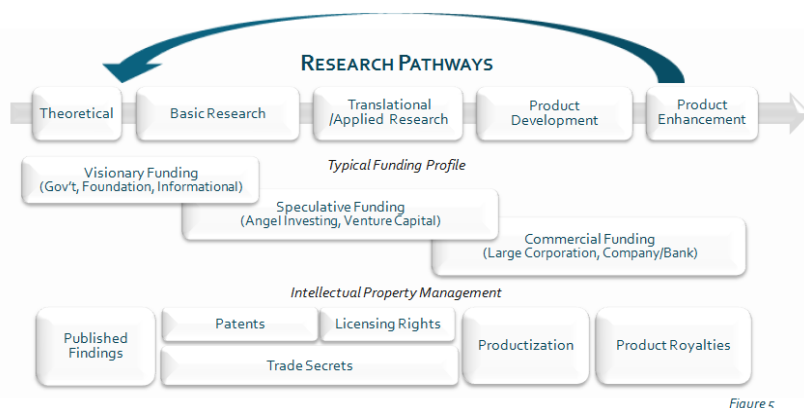 RESEARCH PATHWAYS
Theoretical
Basic Research
Translational
/Applied Research
Product
Development
Product
Enhancement
Typical Funding Profile
Visionary Funding
(Gov't, Foundation, Informational)
Speculative Funding
(Angel Investing, Venture Capital)
Commercial Funding
(Large Corporation, Company/Bank)
Intellectual Property Management
Published
Findings
Patents
Licensing Rights
Trade Secrets
Productization
Product Royalties
Figure 5